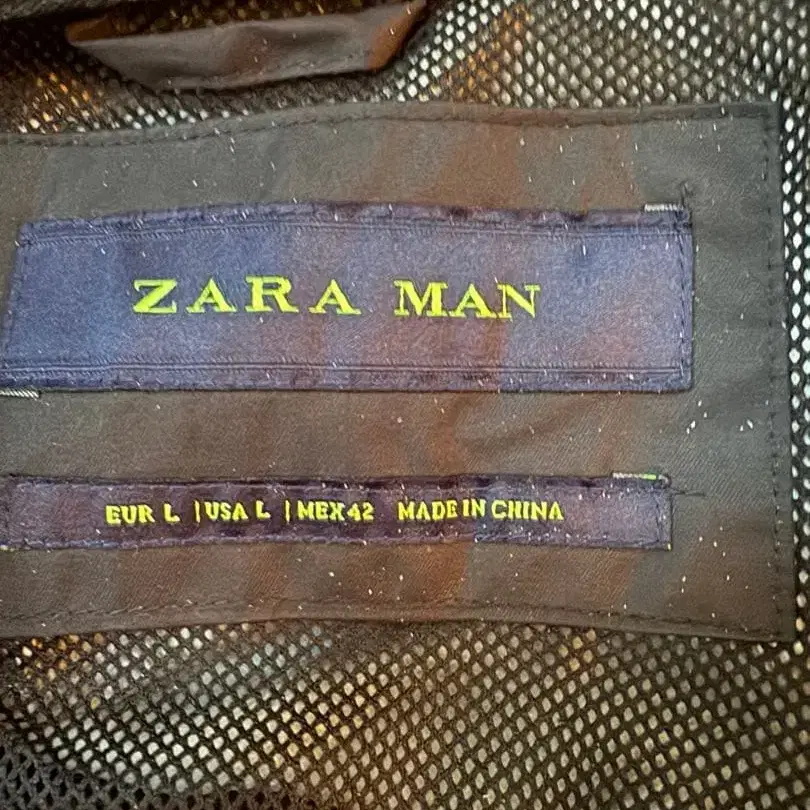 ZARA MAN
EUR L | USA L | MEX 42 MADE IN CHINA